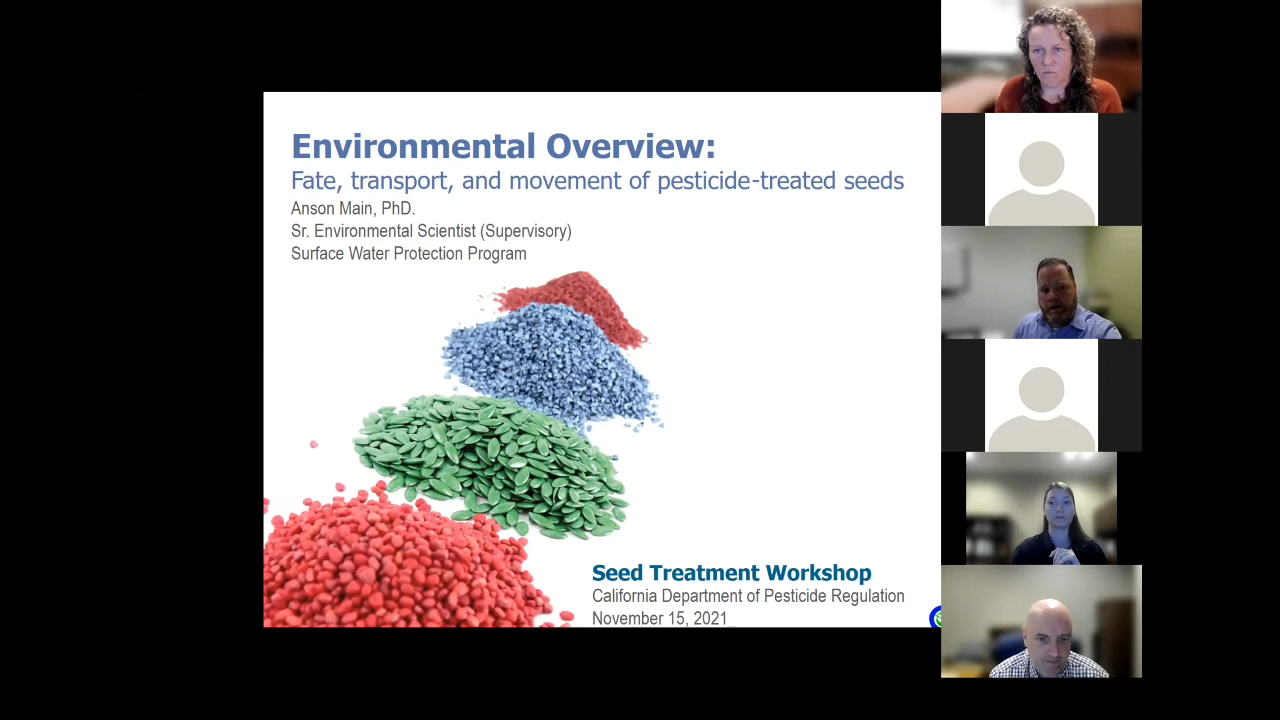 Environmental Overview:
Fate, transport, and movement of pesticide-treated seeds
Anson Main, PhD.
Sr. Environmental Scientist (Supervisory)
Surface Water Protection Program
Seed Treatment Workshop
California Department of Pesticide Regulation
November 15, 2021